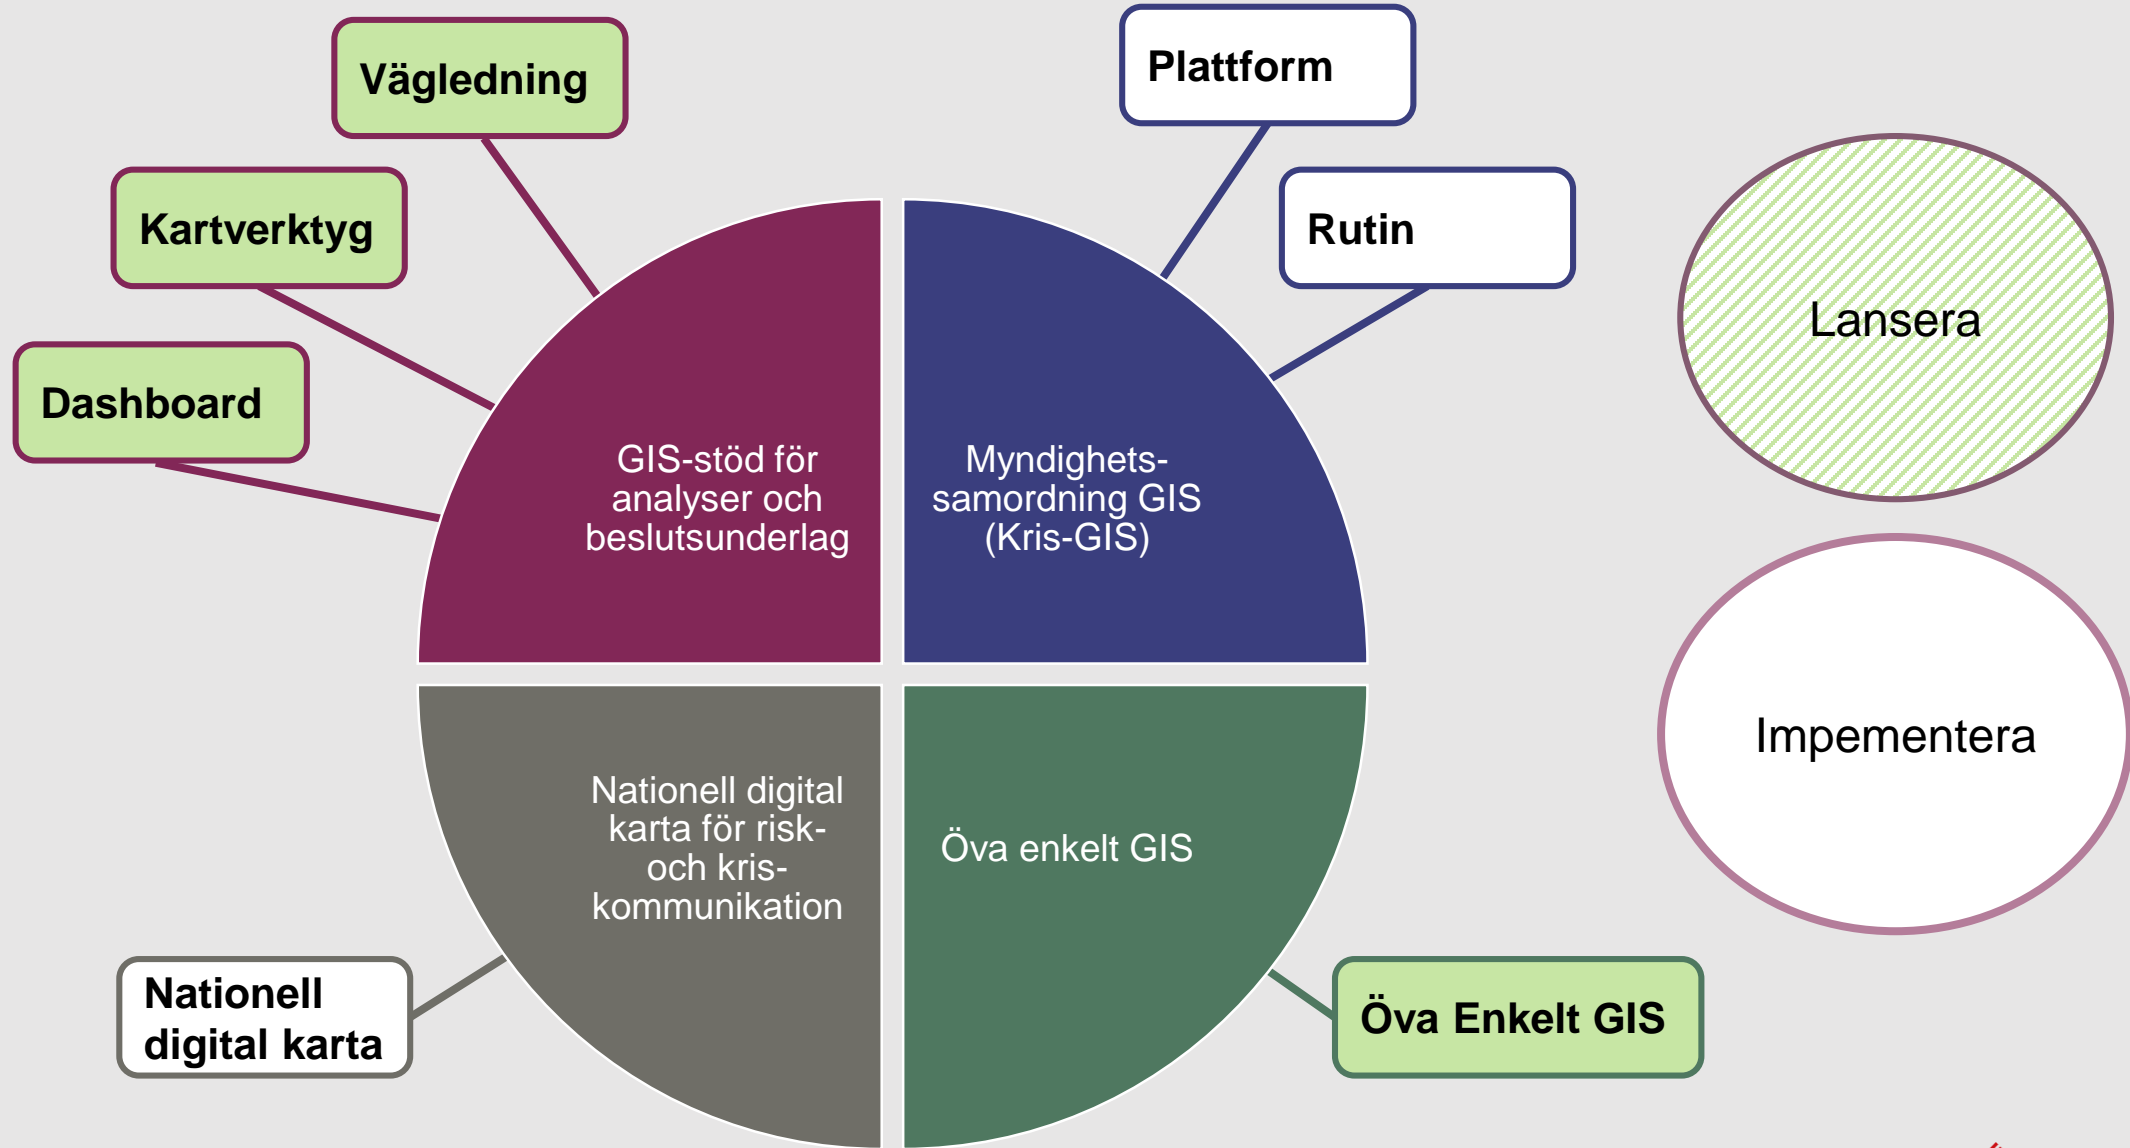 Vägledning
Kartverktyg
Dashboard
Plattform
Rutin
GIS-stöd för
analyser och
beslutsunderlag
Myndighets-
samordning GIS
(Kris-GIS)
Nationell digital
karta för risk-
och kris-
kommunikation
Öva enkelt GIS
Nationell
digital karta
Öva Enkelt GIS
Lansera
Impementera